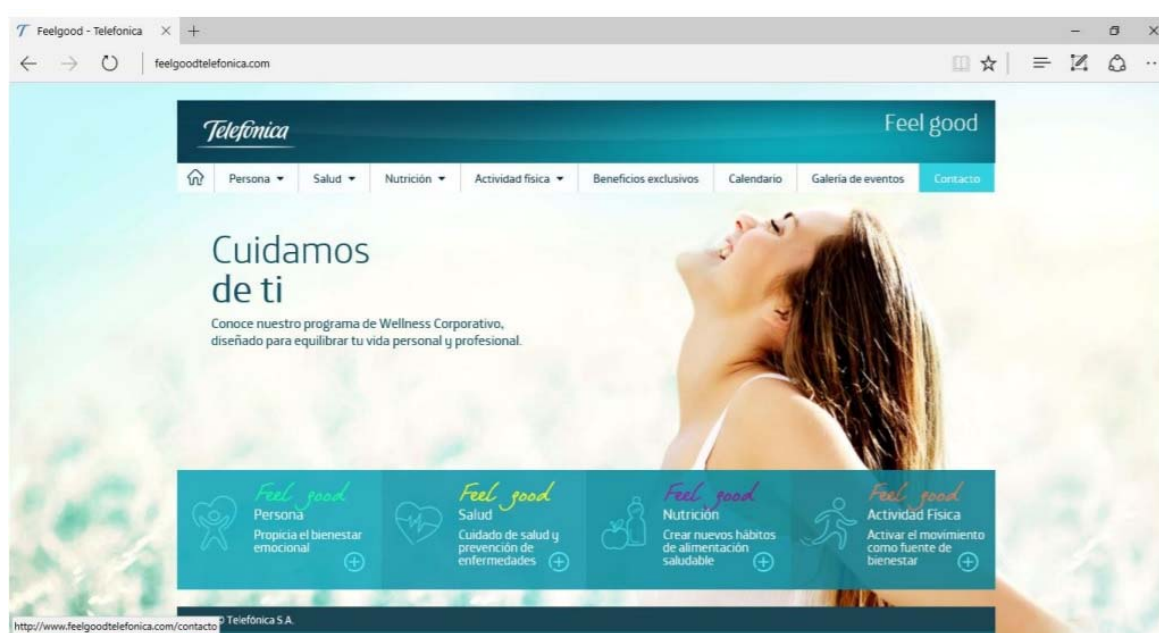 Feelgood - Telefonica
feelgoodtelefonica.com
Telefónica
Feel good
Persona
Salud
Nutrición
Actividad física
Beneficios exclusivos
Calendario
Galería de eventos
Contacto
Cuidamos
de ti
Conoce nuestro programa de Wellness Corporativo,
diseñado para equilibrar tu vida personal y profesional.
Feel good
Persona
Propicia el bienestar
emocional
Feel good
Salud
Cuidado de salud y
prevención de
enfermedades
Feel good
Nutrición
Crear nuevos hábitos
de alimentación
saludable
Feel good
Actividad Física
Activar el movimiento
como fuente de
bienestar
© Telefónica S.A.
http://www.feelgoodtelefonica.com/contacto